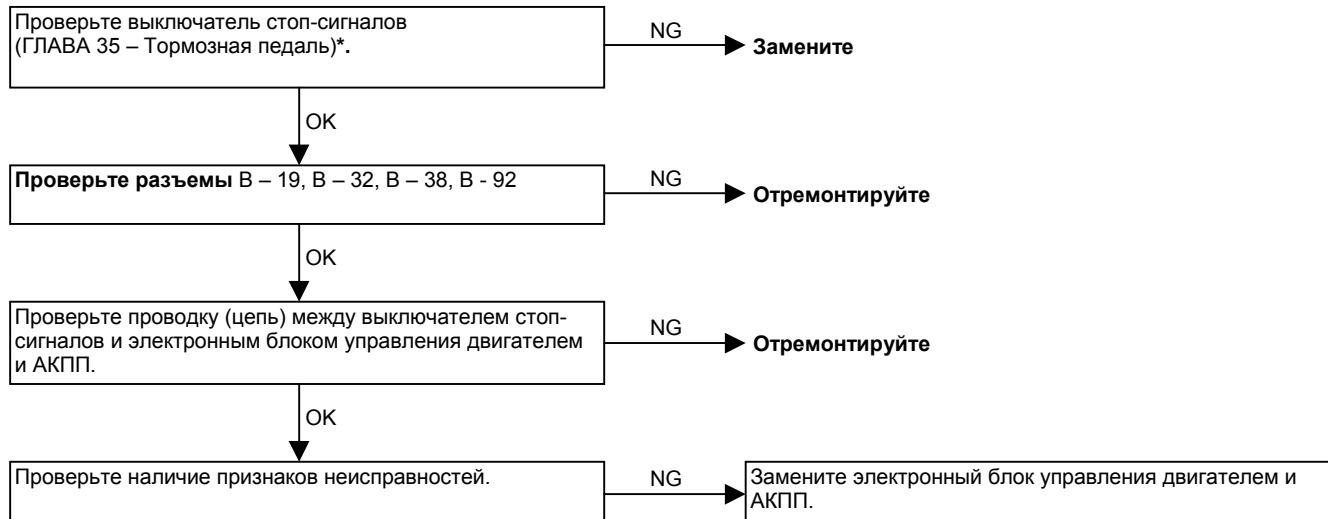 Проверьте выключатель стоп-сигналов
(ГЛАВА 35 – Тормозная педаль)*.
NG
Замените
OK
Проверьте разъемы B – 19, B – 32, B – 38, B - 92
NG
Отремонтируйте
OK
Проверьте проводку (цепь) между выключателем стоп-
сигналов и электронным блоком управления двигателем
и АКПП.
NG
Отремонтируйте
OK
Проверьте наличие признаков неисправностей.
NG
Замените электронный блок управления двигателем и
АКПП.